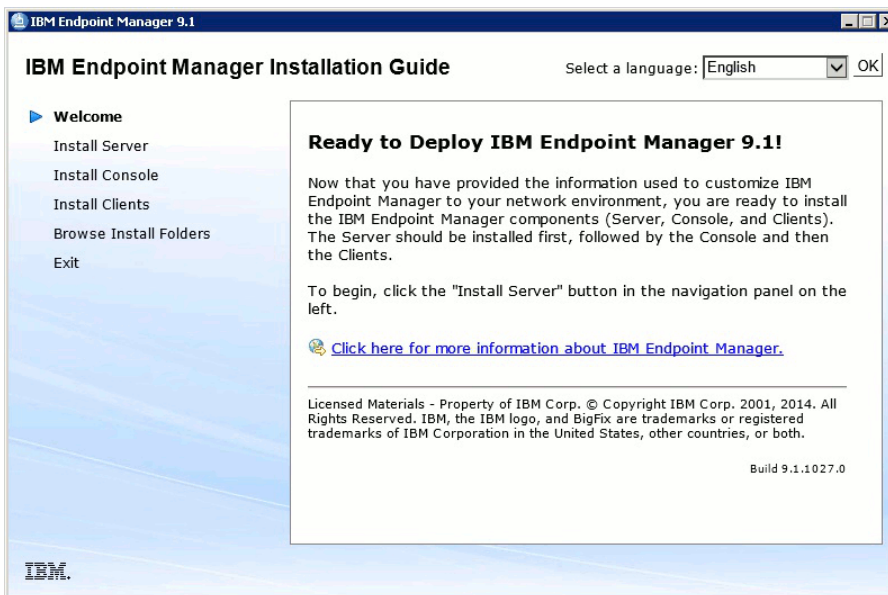 IBM Endpoint Manager 9.1
IBM Endpoint Manager Installation Guide
Select a language: English OK
Welcome
Install Server
Install Console
Install Clients
Browse Install Folders
Exit
Ready to Deploy IBM Endpoint Manager 9.1!
Now that you have provided the information used to customize IBM
Endpoint Manager to your network environment, you are ready to install
the IBM Endpoint Manager components (Server, Console, and Clients).
The Server should be installed first, followed by the Console and then
the Clients.
To begin, click the "Install Server" button in the navigation panel on the
left.
Click here for more information about IBM Endpoint Manager.
Licensed Materials - Property of IBM Corp. © Copyright IBM Corp. 2001, 2014. All
Rights Reserved. IBM, the IBM logo, and BigFix are trademarks or registered
trademarks of IBM Corporation in the United States, other countries, or both.
Build 9.1.1027.0
IBM.